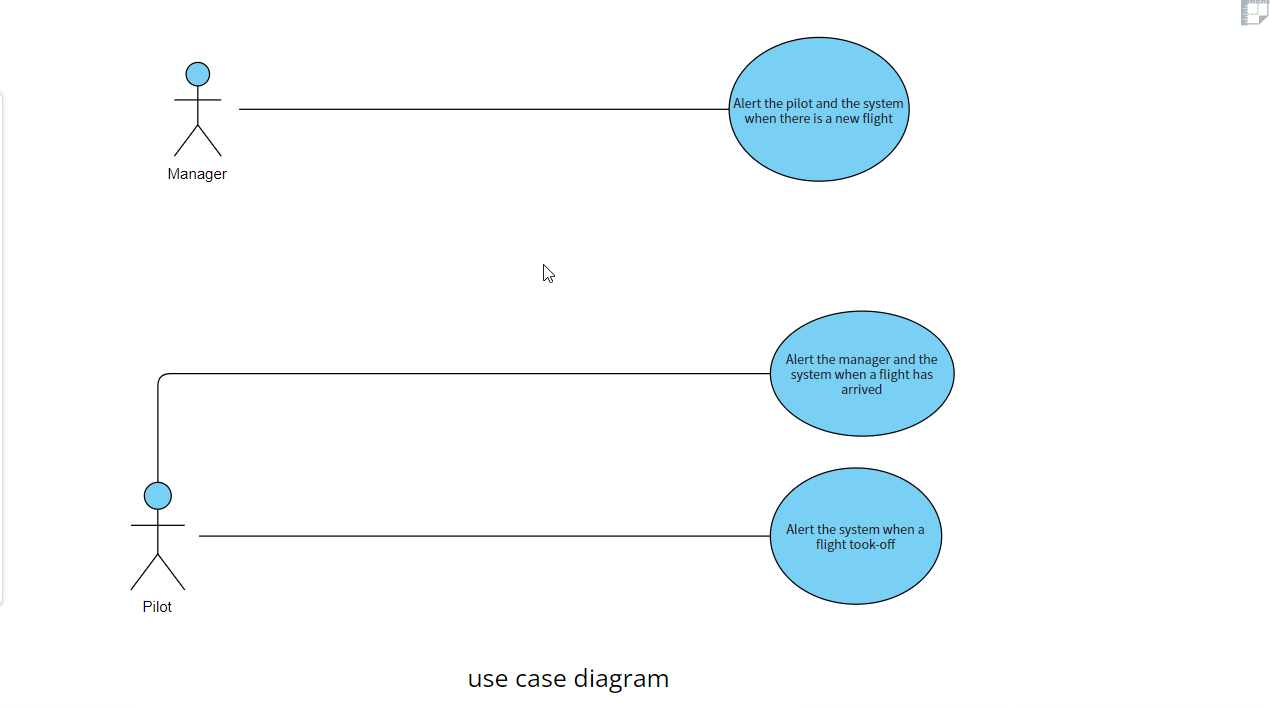 Alert the pilot and the system
when there is a new flight
Manager
Alert the manager and the
system when a flight has
arrived
Alert the system when a
flight took-off
Pilot
use case diagram